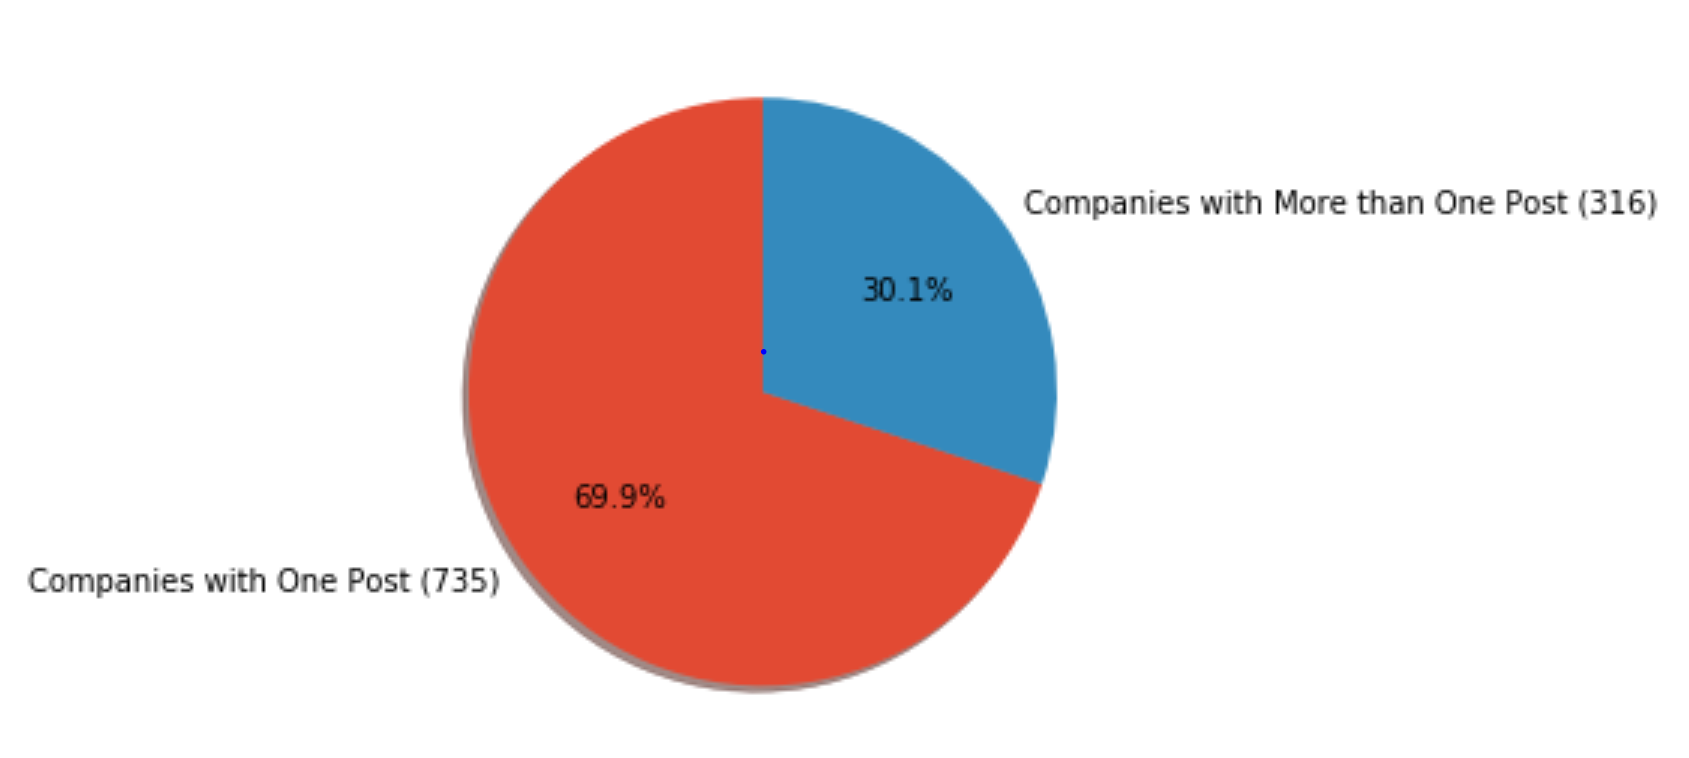 Companies with More than One Post (316)
30.1%
69.9%
Companies with One Post (735)